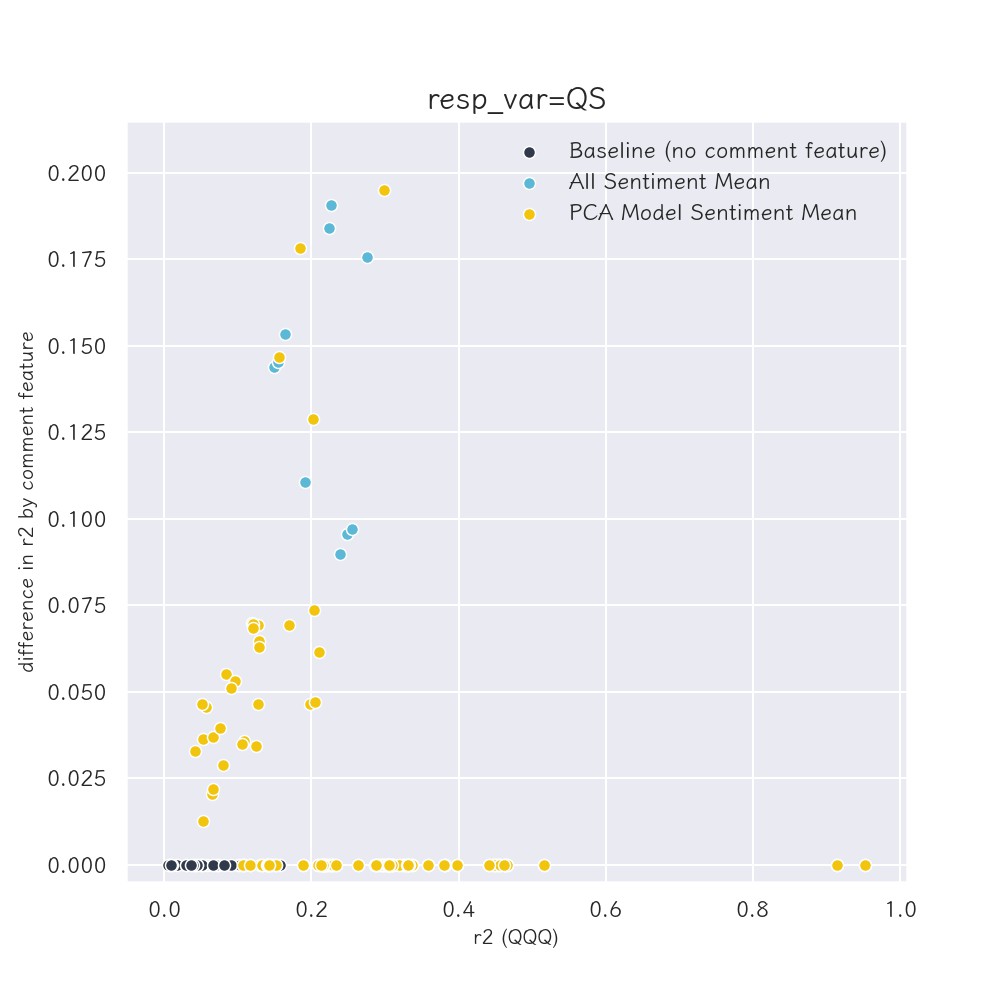 resp_var=QS
Baseline (no comment feature)
All Sentiment Mean
PCA Model Sentiment Mean
difference in r2 by comment feature
0.200
0.175
0.150
0.125
0.100
0.075
0.050
0.025
0.000
0.0 0.2 0.4 0.6 0.8 1.0
r2 (QQQ)